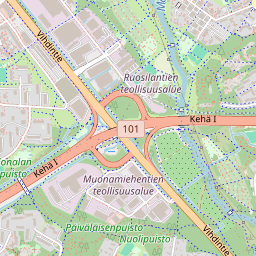 Vihdintie
Ruosilantien
teollisuusalue
101
Kehä I
Kehä I
Muonamiehentien
teollisuusalue
Vihdintie
Päivälaisenpuisto
Nuolipuisto